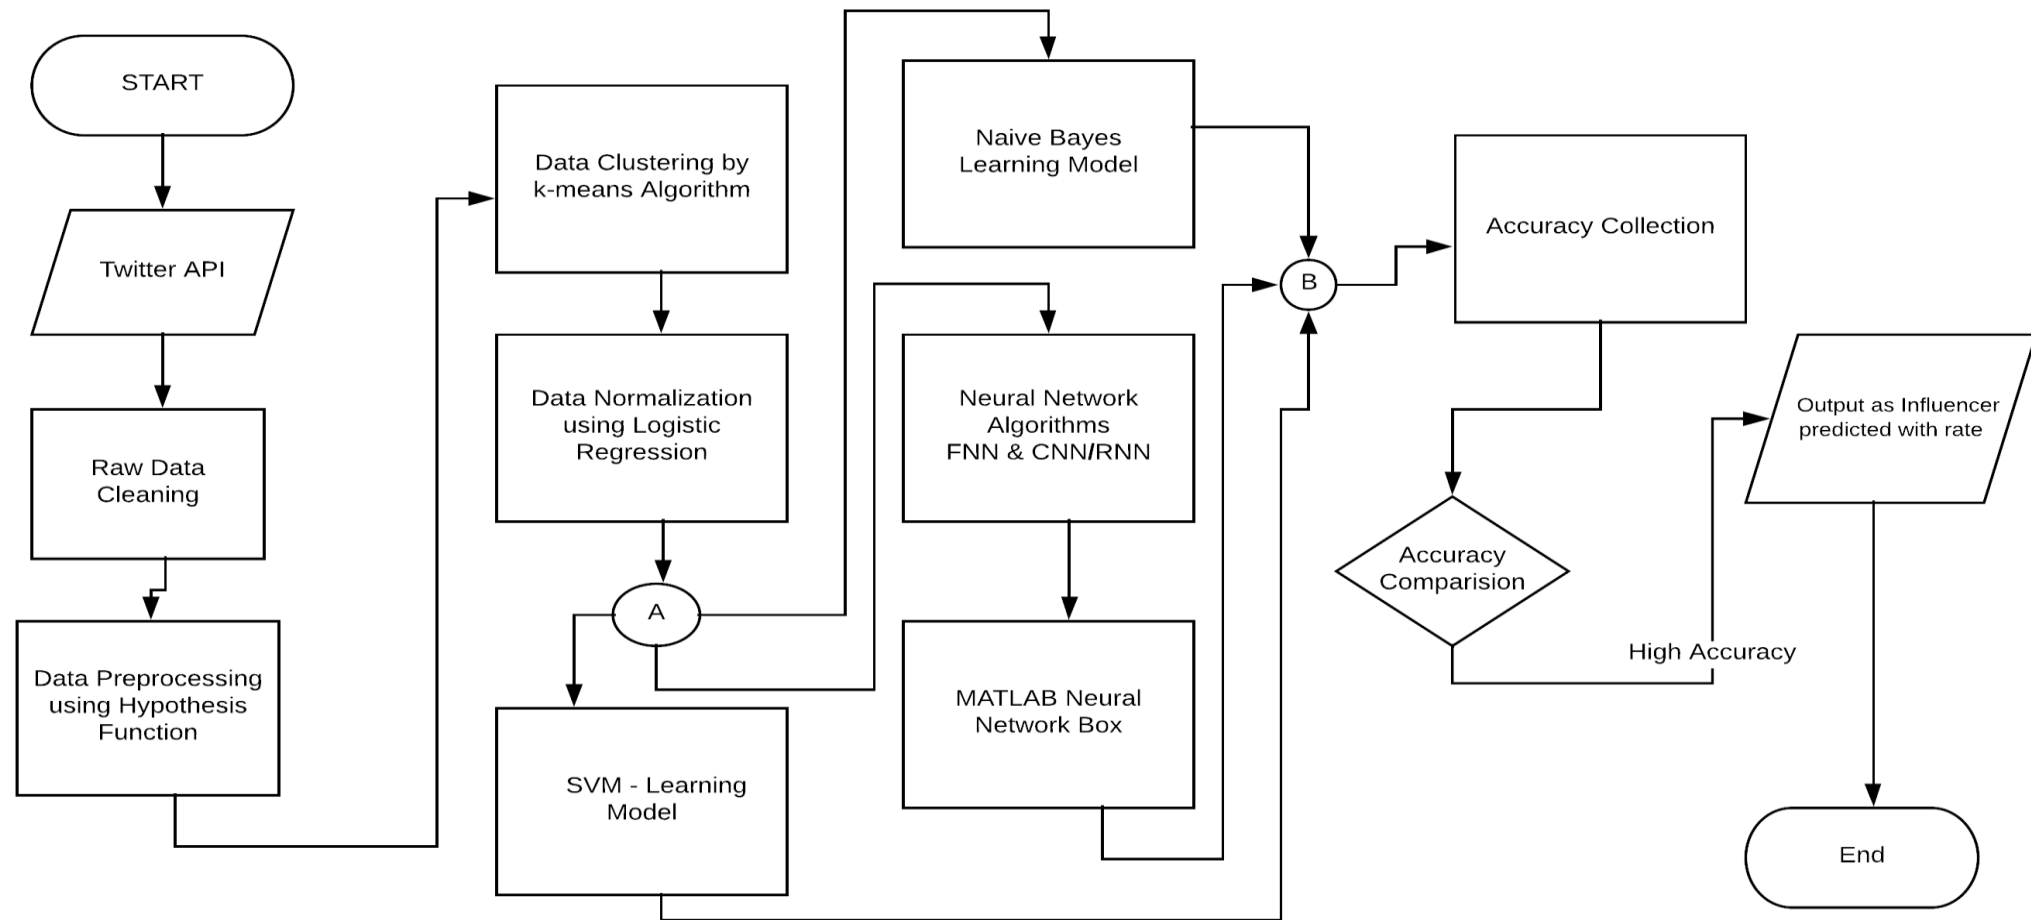 START
Twitter API
Raw Data
Cleaning
Data Preprocessing
using Hypothesis
Function
Data Clustering by
k-means Algorithm
Data Normalization
using Logistic
Regression
A
SVM - Learning
Model
Naive Bayes
Learning Model
Neural Network
Algorithms
FNN & CNN/RNN
MATLAB Neural
Network Box
B
Accuracy Collection
Accuracy
Comparision
High Accuracy
Output as Influencer
predicted with rate
End